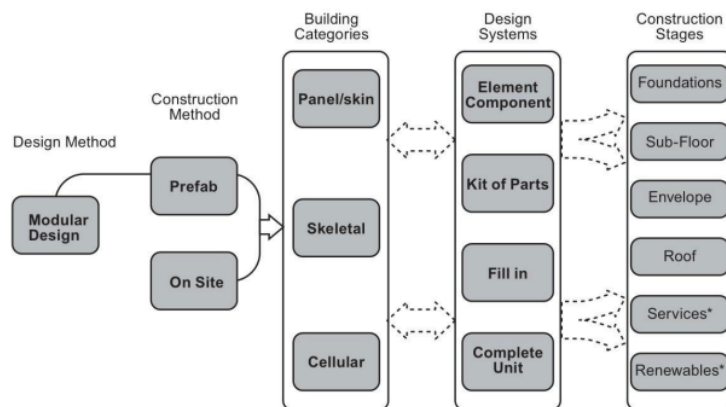 Building
Categories
Design
Systems
Construction
Stages
Construction
Method
Design Method
Modular
Design
Prefab
On Site
Panel/skin
Skeletal
Cellular
Element
Component
Kit of Parts
Fill in
Complete
Unit
Foundations
Sub-Floor
Envelope
Roof
Services*
Renewables*